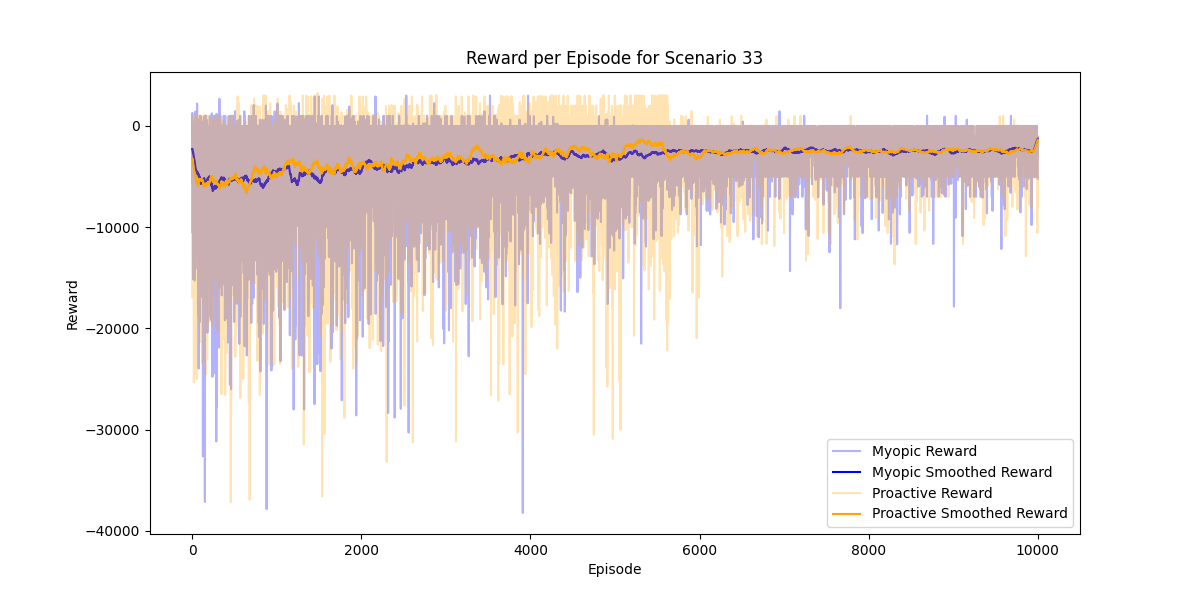 Reward per Episode for Scenario 33
Reward
0
−10000
−20000
−30000
−40000
0 2000 4000 6000 8000 10000
Episode
Myopic Reward
Myopic Smoothed Reward
Proactive Reward
Proactive Smoothed Reward